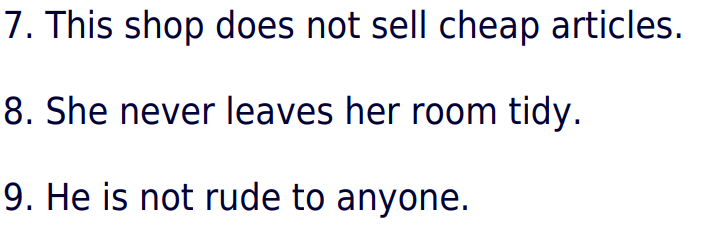 7. This shop does not sell cheap articles.
8. She never leaves her room tidy.
9. He is not rude to anyone.